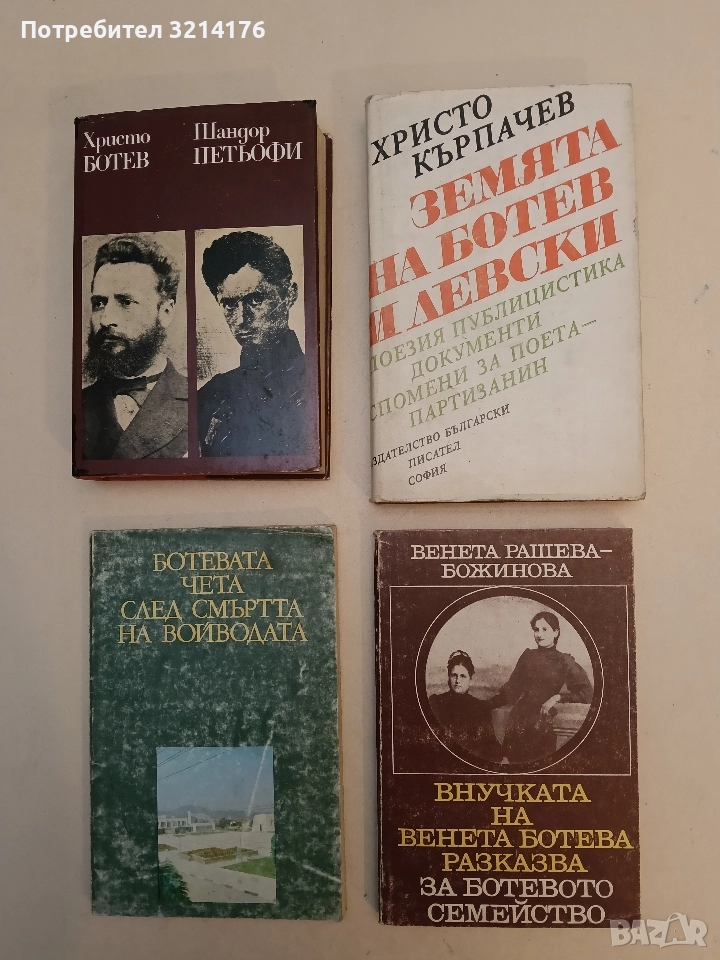 Потребител 3214176
Христо
БОТЕВ
Шандор
ПЕТЬОФИ
ХРИСТО
КЪРПАЧЕВ
ЗЕМЯТА
НА БОТЕВ
И ЛЕВСКИ
ПОЕЗИЯ ПУБЛИЦИСТИКА
ДОКУМЕНТИ
СПОМЕНИ ЗА ПОЕТА—
ПАРТИЗАНИН
ИЗДАТЕЛСТВО БЪЛГАРСКИ
ПИСАТЕЛ
СОФИЯ
БОТЕВАТА
ЧЕТА
СЛЕД СМЪРТТА
НА ВОЙВОДАТА
ВЕНЕТА РАШЕВА–
БОЖИНОВА
ВНУЧКАТА
НА
ВЕНЕТА БОТЕВА
РАЗКАЗВА
ЗА БОТЕВОТО
СЕМЕЙСТВО
BAZAR